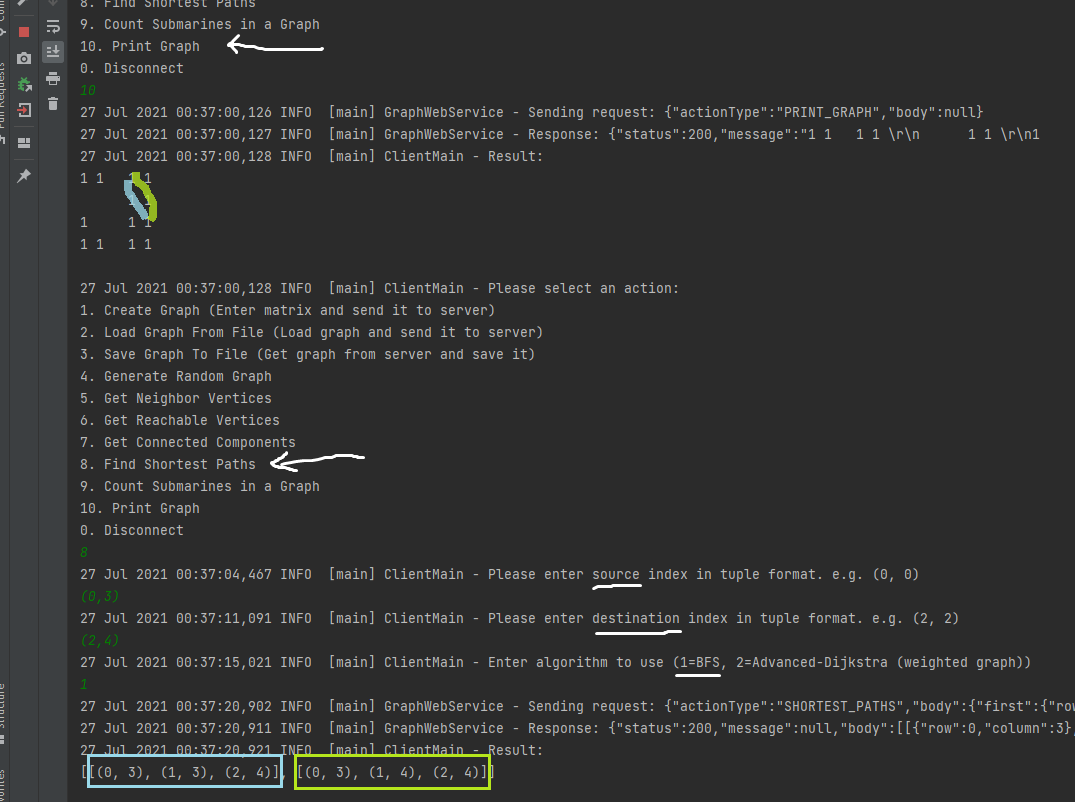 8. Find Shortest Paths
9. Count Submarines in a Graph
10. Print Graph
0. Disconnect
10
27 Jul 2021 00:37:00,126 INFO  [main] GraphWebService - Sending request: {"actionType":"PRINT_GRAPH","body":null}
27 Jul 2021 00:37:00,127 INFO  [main] GraphWebService - Response: {"status":200,"message":"1 1   1 1 \r\n      1 1 \r\n1
27 Jul 2021 00:37:00,128 INFO  [main] ClientMain - Result:
1 1   1 1
      1 1
1     1 1
1 1   1 1
27 Jul 2021 00:37:00,128 INFO  [main] ClientMain - Please select an action:
1. Create Graph (Enter matrix and send it to server)
2. Load Graph From File (Load graph and send it to server)
3. Save Graph To File (Get graph from server and save it)
4. Generate Random Graph
5. Get Neighbor Vertices
6. Get Reachable Vertices
7. Get Connected Components
8. Find Shortest Paths
9. Count Submarines in a Graph
10. Print Graph
0. Disconnect
8
27 Jul 2021 00:37:04,467 INFO  [main] ClientMain - Please enter source index in tuple format. e.g. (0, 0)
(0,3)
27 Jul 2021 00:37:11,091 INFO  [main] ClientMain - Please enter destination index in tuple format. e.g. (2, 2)
(2,4)
27 Jul 2021 00:37:15,021 INFO  [main] ClientMain - Enter algorithm to use (1=BFS, 2=Advanced-Dijkstra (weighted graph))
1
27 Jul 2021 00:37:20,902 INFO  [main] GraphWebService - Sending request: {"actionType":"SHORTEST_PATHS","body":{"first":{"row
27 Jul 2021 00:37:20,911 INFO  [main] GraphWebService - Response: {"status":200,"message":null,"body":[[{"row":0,"column":3},
27 Jul 2021 00:37:20,921 INFO  [main] ClientMain - Result:
[[(0, 3), (1, 3), (2, 4)], [(0, 3), (1, 4), (2, 4)]]